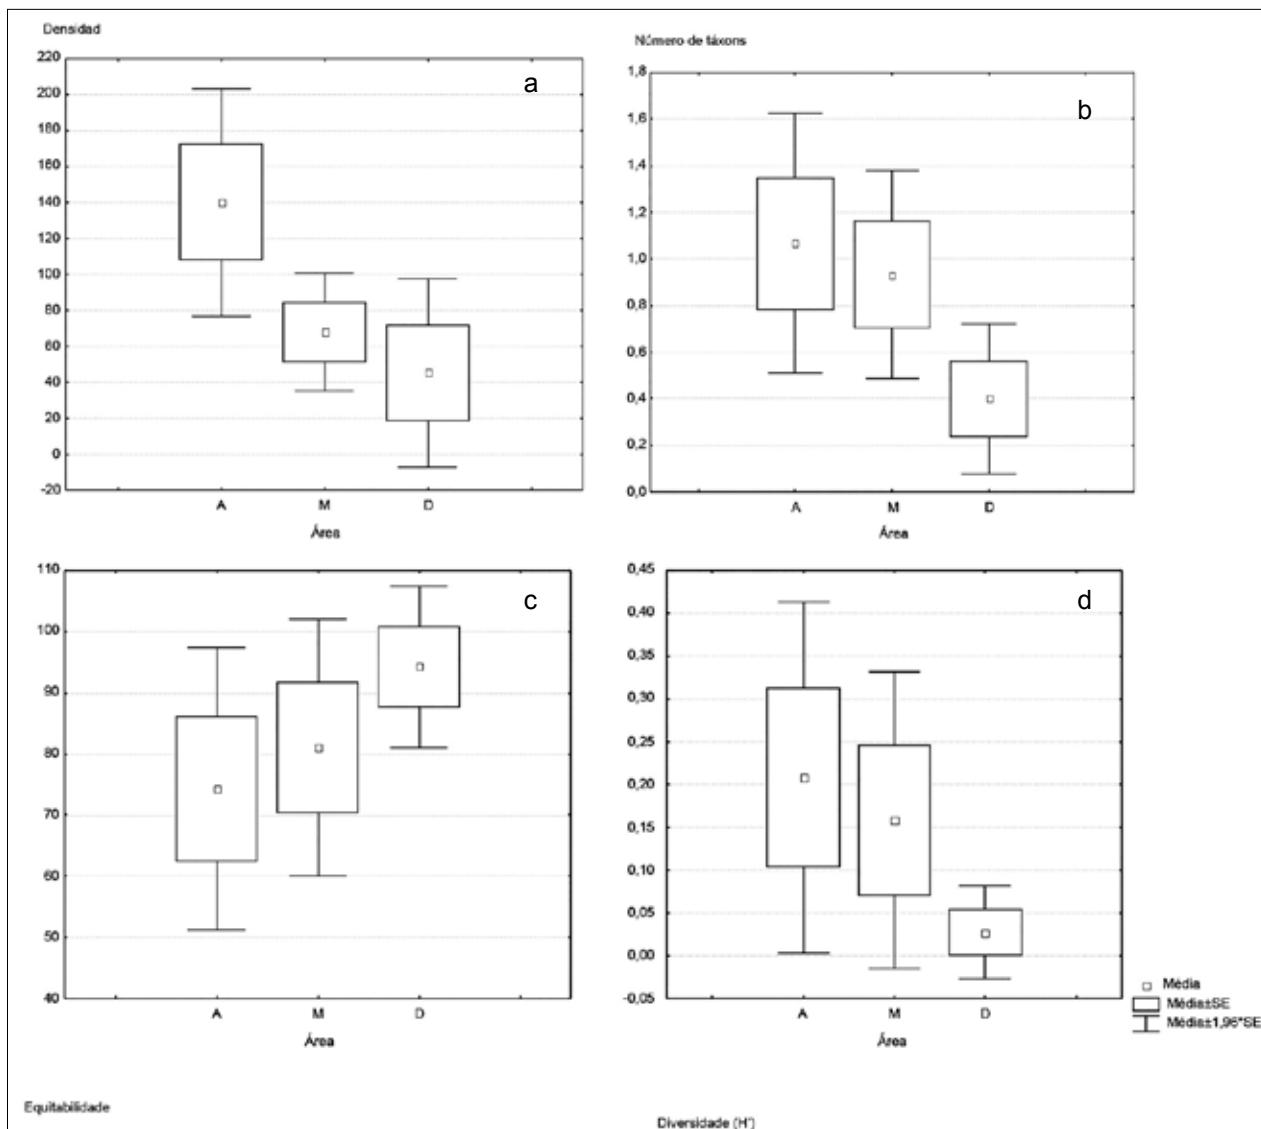 Densidad
a
220
200
180
160
140
120
100
80
60
40
20
0
-20
A M D
Área
Número de táxons
b
1,8
1,6
1,4
1,2
1,0
0,8
0,6
0,4
0,2
0,0
A M D
Área
c
110
100
90
80
70
60
50
40
A M D
Área
Equitabilidade
d
0,45
0,40
0,35
0,30
0,25
0,20
0,15
0,10
0,05
0,00
-0,05
A M D
Área
Diversidade (H')
Média
Média±SE
Média±1,96*SE